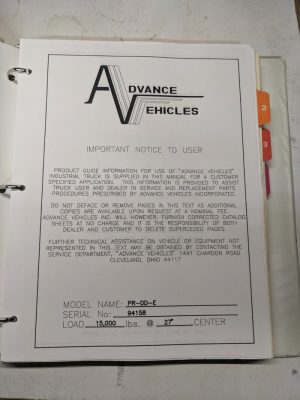 ADVANCE
VEHICLES
IMPORTANT NOTICE TO USER
PRODUCT GUIDE INFORMATION FOR USE OF "ADVANCE VEHICLES"
INDUSTRIAL TRUCK IS SUPPLIED IN THIS MANUAL FOR A CUSTOMER
SPECIFIED APPLICATION. THIS INFORMATION IS PROVIDED TO ASSIST
TRUCK USER AND DEALER IN SERVICE AND REPLACEMENT PARTS
PROCEDURES PRESCRIBED BY ADVANCE VEHICLES INCORPORATED.
DO NOT DEFACE OR REMOVE PAGES IN THIS TEXT AS ADDITIONAL
COPIES ARE AVAILABLE UPON REQUEST AT A NOMINAL FEE.
ADVANCE VEHICLES INC. WILL HOWEVER, FURNISH CORRECTED CATALOG
SHEETS AT NO CHARGE AND IT IS THE RESPONSIBILITY OF BOTH
DEALER AND CUSTOMER TO DELETE SUPERCEDED PAGES.
FURTHER TECHNICAL ASSISTANCE ON VEHICLE OR EQUIPMENT NOT
REPRESENTED IN THIS TEXT MAY BE OBTAINED BY CONTACTING THE
SERVICE DEPARTMENT, "ADVANCE VEHICLES" 1441 CHARDON ROAD
CLEVELAND, OHIO 44117
MODEL NAME: PR-OD-E
SERIAL No: 94158
LOAD 15,000 lbs. @ 27" CENTER
2
3